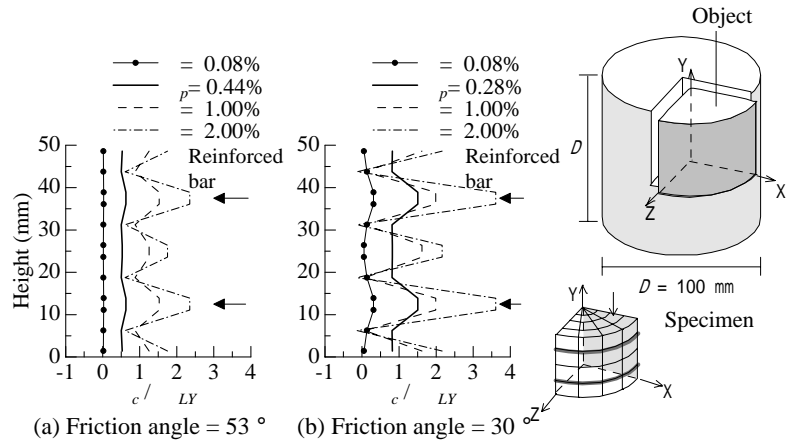 = 0.08%
p= 0.44%
= 1.00%
= 2.00%
Reinforced
bar
50
40
30
20
10
0
Height (mm)
-1 0 1 2 3 4
c / LY
(a) Friction angle = 53 °
= 0.08%
p= 0.28%
= 1.00%
= 2.00%
Reinforced
bar
50
40
30
20
10
0
-1 0 1 2 3 4
c / LY
(b) Friction angle = 30 °
Object
Y
D
X
Z
D = 100 mm
Specimen
Y
X
Z